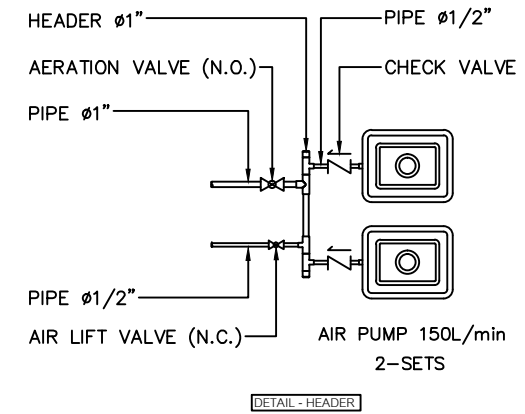 HEADER ø1"
PIPE ø1/2"
AERATION VALVE (N.O.)
CHECK VALVE
PIPE ø1"
PIPE ø1/2"
AIR LIFT VALVE (N.C.)
AIR PUMP 150L/min
2-SETS
DETAIL - HEADER